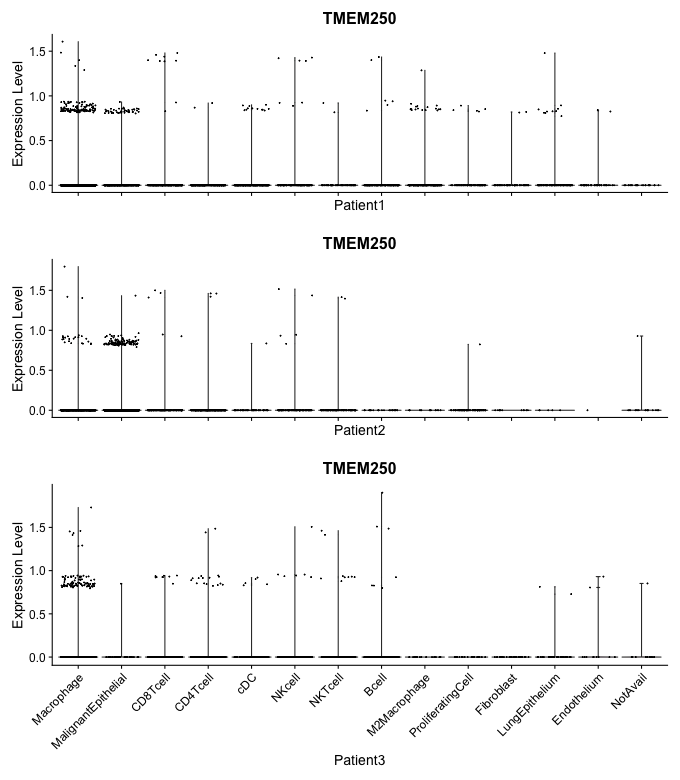 TMEM250
Expression Level
1.5
1.0
0.5
0.0
Patient1
TMEM250
Expression Level
1.5
1.0
0.5
0.0
Patient2
TMEM250
Expression Level
1.5
1.0
0.5
0.0
Macrophage
MalignantEpithelial
CD8Tcell
CD4Tcell
cDC
NKcell
NKTcell
Bcell
M2Macrophage
ProliferatingCell
Fibroblast
LungEpithelium
Endothelium
NotAvail
Patient3